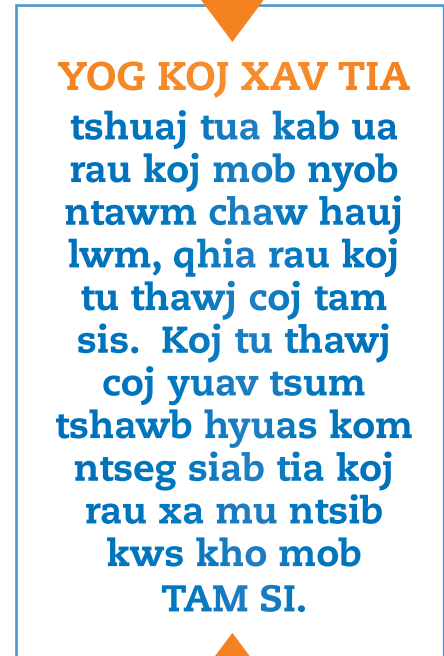 YOG KOJ XAV TIA
tshuaj tua kab ua
rau koj mob nyob
ntawm chaw hauj
lwm, qhia rau koj
tu thawj coj tam
sis.  Koj tu thawj
coj yuav tsum
tshawb hyuas kom
ntseg siab tia koj
rau xa mu ntsib
kws kho mob
TAM SI.